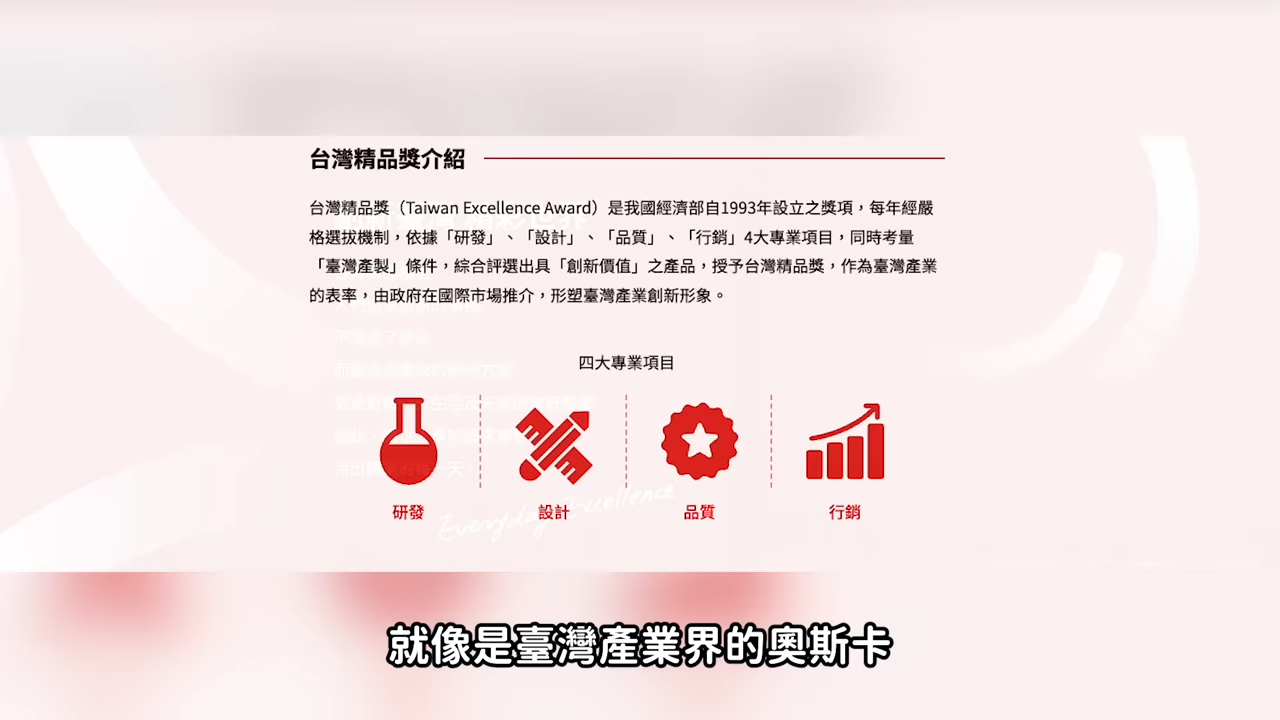 台灣精品獎介紹
台灣精品獎（Taiwan Excellence Award）是我國經濟部自1993年設立之獎項，每年經嚴
格選拔機制，依據「研發」、「設計」、「品質」、「行銷」4大專業項目，同時考量
「臺灣產製」條件，綜合評選出具「創新價值」之產品，授予台灣精品獎，作為臺灣產業
的表率，由政府在國際市場推介，形塑臺灣產業創新形象。
四大專業項目
研發
設計
品質
行銷
Everyday Excellence
就像是臺灣產業界的奧斯卡